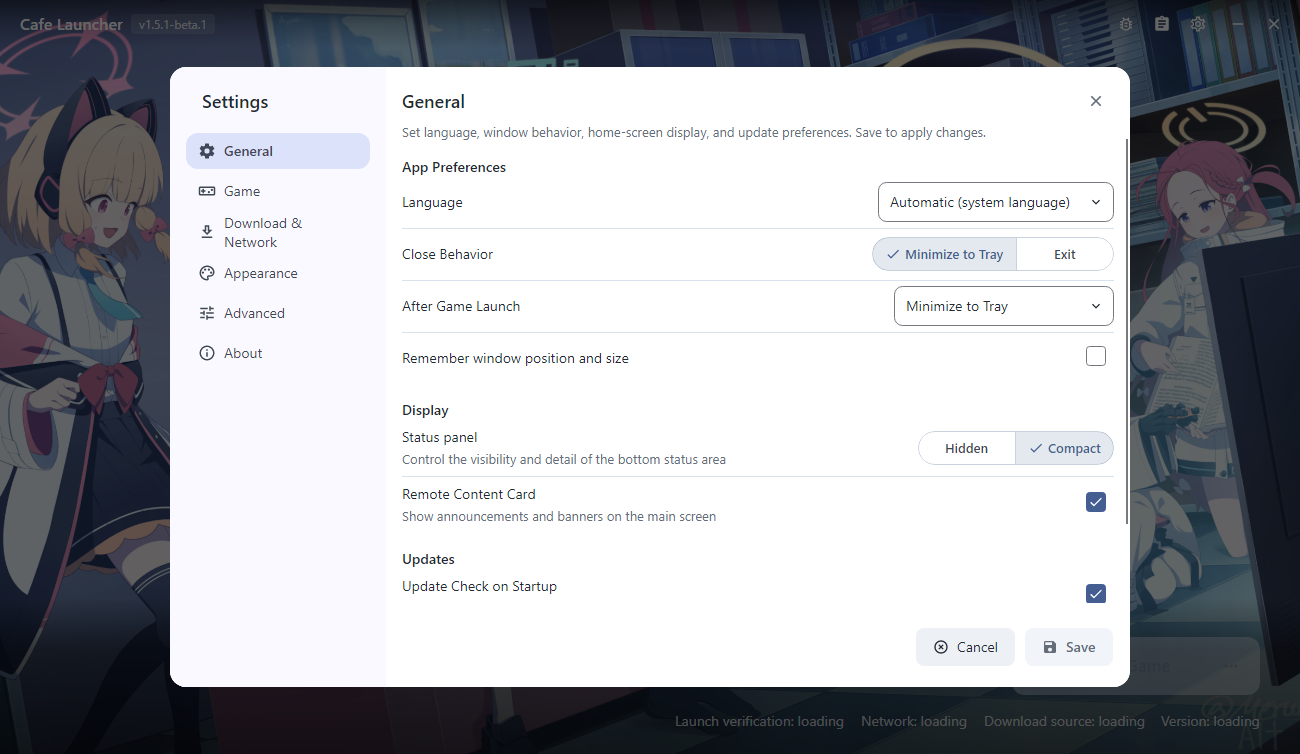 Cafe Launcher v1.5.1-beta.1
Settings
General
Game
Download &
Network
Appearance
Advanced
About
General
Set language, window behavior, home-screen display, and update preferences. Save to apply changes.
App Preferences
Language
Automatic (system language)
Close Behavior
Minimize to Tray
Exit
After Game Launch
Minimize to Tray
Remember window position and size
Display
Status panel
Control the visibility and detail of the bottom status area
Hidden
Compact
Remote Content Card
Show announcements and banners on the main screen
Updates
Update Check on Startup
Cancel
Save
Launch verification: loading
Network: loading
Download source: loading
Version: loading